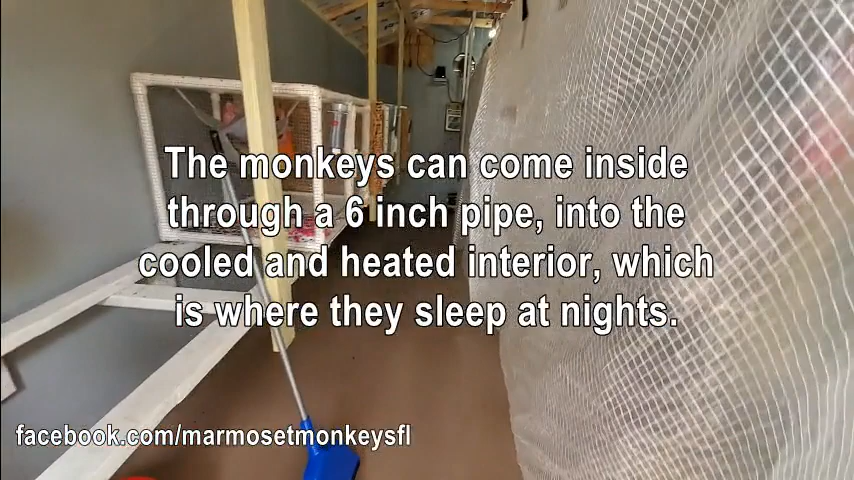 The monkeys can come inside
through a 6 inch pipe, into the
cooled and heated interior, which
is where they sleep at nights.
facebook.com/marmosetmonkeysfl